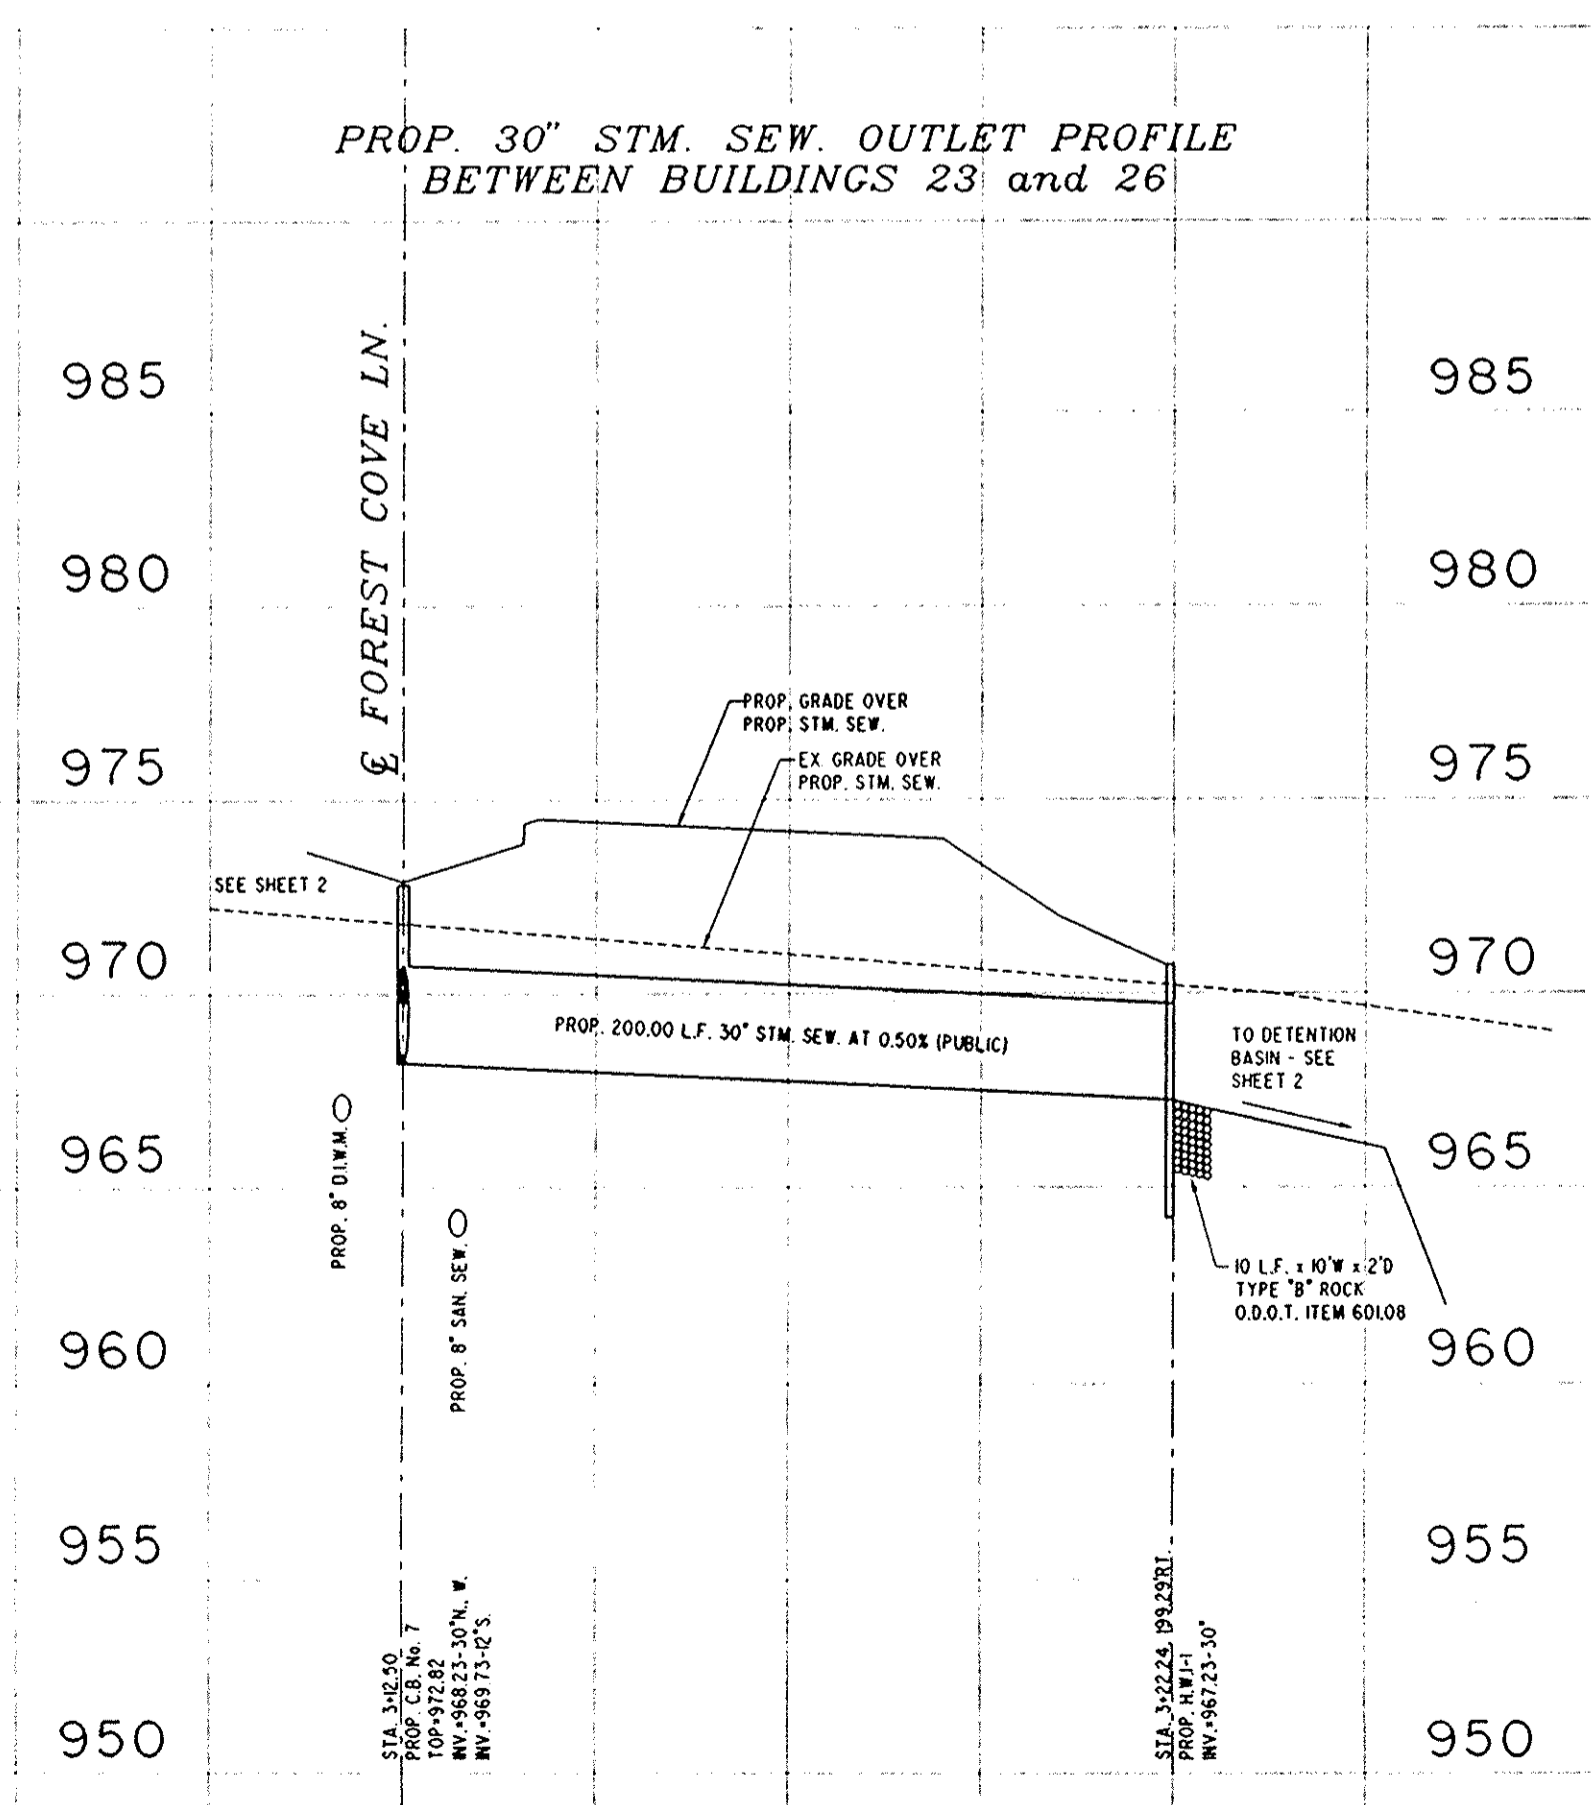 PROP. 30" STM. SEW. OUTLET PROFILE
BETWEEN BUILDINGS 23 and 26
℄ FOREST COVE LN.
985
985
980
980
975
975
970
970
965
965
960
960
955
955
950
950
PROP. GRADE OVER
PROP. STM. SEW.
EX. GRADE OVER
PROP. STM. SEW.
SEE SHEET 2
PROP. 200.00 L.F. 30" STM. SEW. AT 0.50% (PUBLIC)
TO DETENTION
BASIN - SEE
SHEET 2
PROP. 8" D.I.W.M.
PROP. 8" SAN. SEW.
10 L.F. x 10'W x 2'D
TYPE "B" ROCK
O.D.O.T. ITEM 601.08
STA. 3+12.50
PROP. C.B. No. 7
TOP=972.82
INV.=968.23-30"N., W.
INV.=969.73-12"S.
STA. 3+22.24, 199.29'RT.
PROP. H.W.1-1
INV.=967.23-30"